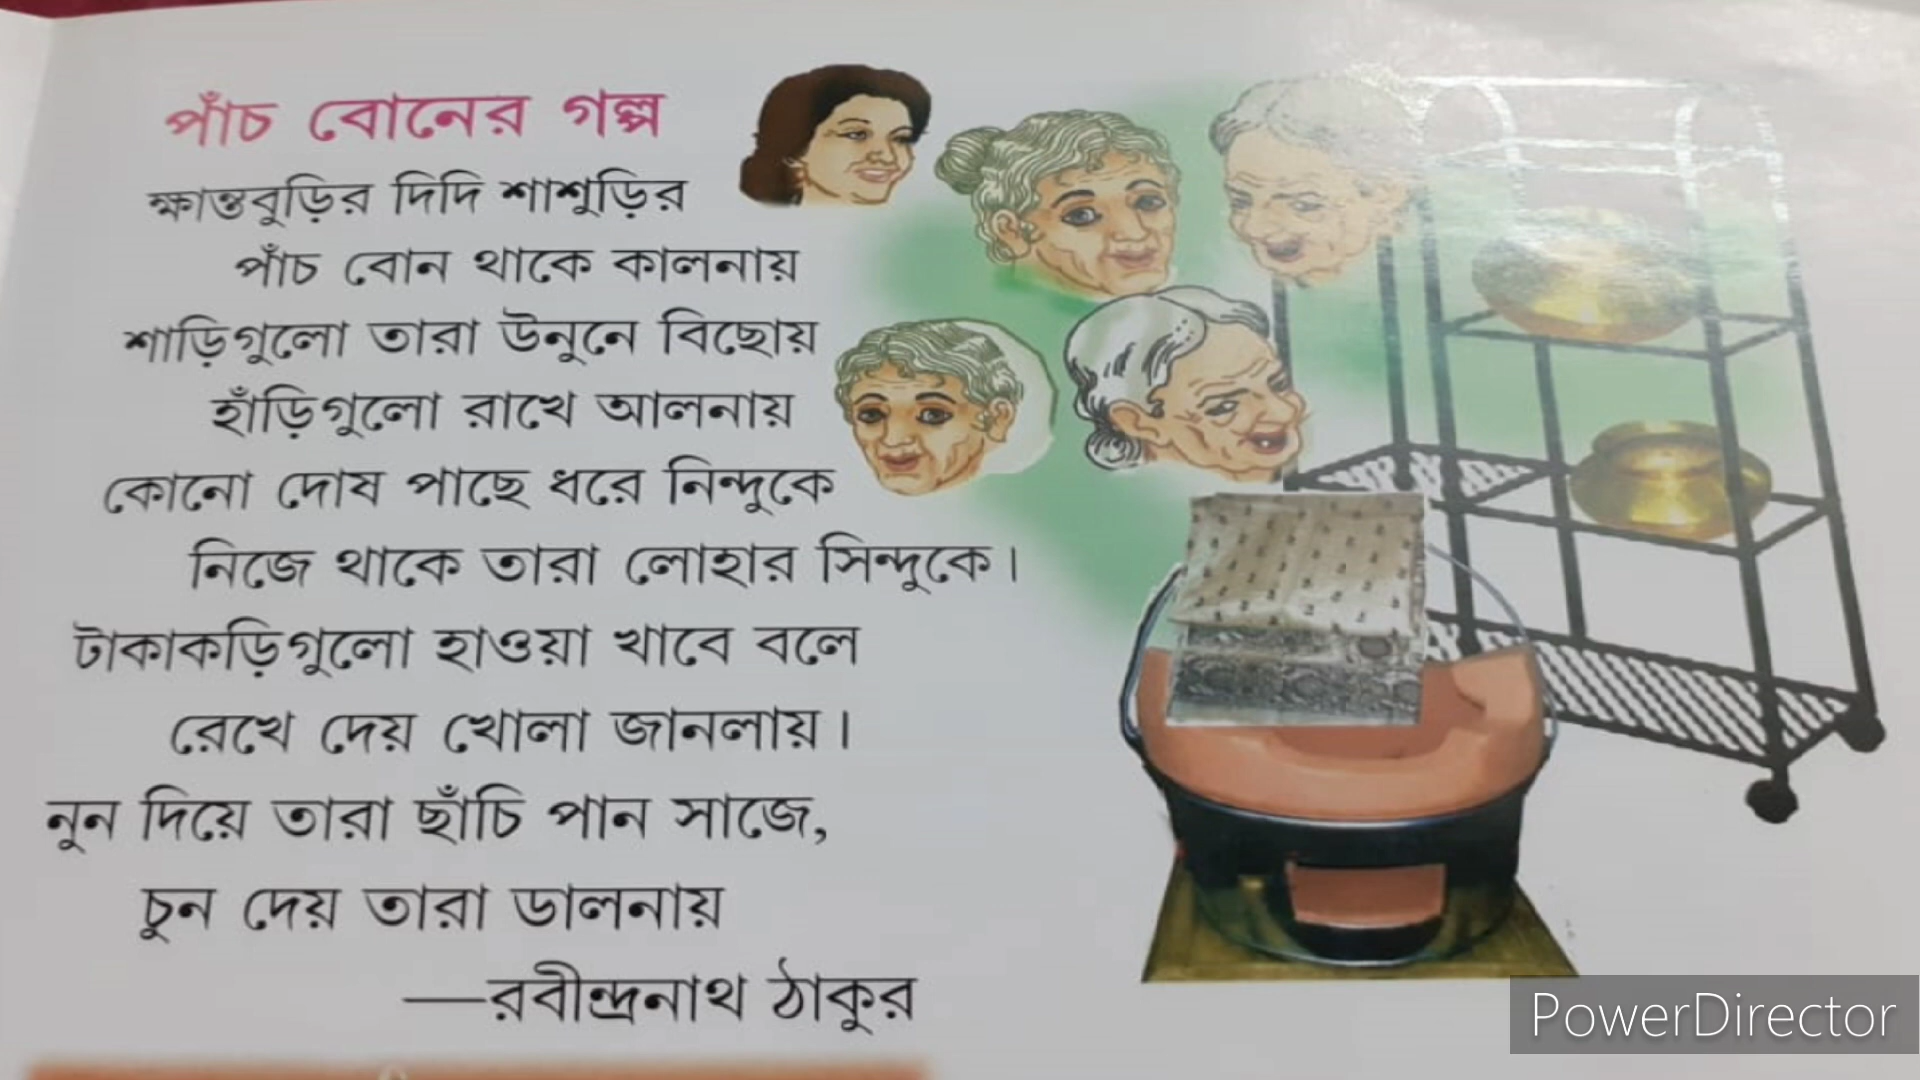 পাঁচ বোনের গল্প
ক্ষান্তবুড়ির দিদি শাশুড়ির
পাঁচ বোন থাকে কালনায়
শাড়িগুলো তারা উনুনে বিছোয়
হাঁড়িগুলো রাখে আলনায়
কোনো দোষ পাছে ধরে নিন্দুকে
নিজে থাকে তারা লোহার সিন্দুকে।
টাকাকড়িগুলো হাওয়া খাবে বলে
রেখে দেয় খোলা জানলায়।
নুন দিয়ে তারা ছাঁচি পান সাজে,
চুন দেয় তারা ডালনায়
—রবীন্দ্রনাথ ঠাকুর
PowerDirector